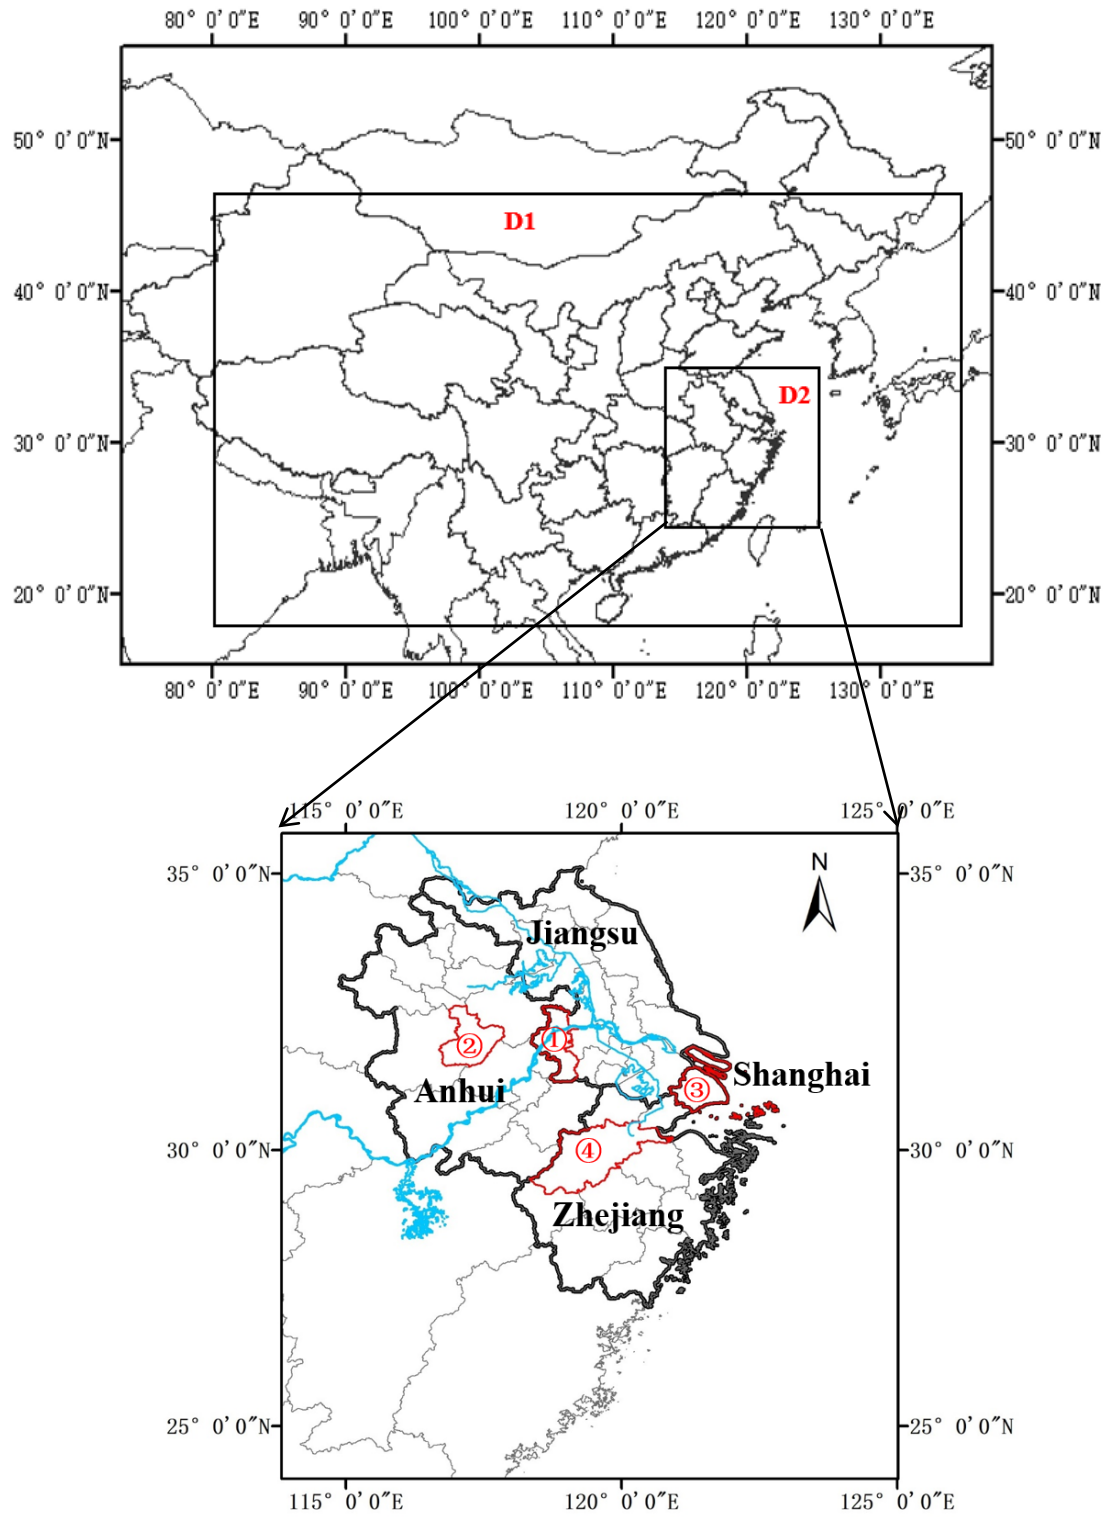 80° 0′0″E 90° 0′0″E 100° 0′0″E 110° 0′0″E 120° 0′0″E 130° 0′0″E
50° 0′0″N 50° 0′0″N
D1
40° 0′0″N 40° 0′0″N
D2
30° 0′0″N 30° 0′0″N
20° 0′0″N 20° 0′0″N
80° 0′0″E 90° 0′0″E 100° 0′0″E 110° 0′0″E 120° 0′0″E 130° 0′0″E
115° 0′0″E 120° 0′0″E 125° 0′0″E
N
35° 0′0″N 35° 0′0″N
Jiangsu
①
②
Shanghai
③
Anhui
30° 0′0″N 30° 0′0″N
④
Zhejiang
25° 0′0″N 25° 0′0″N
115° 0′0″E 120° 0′0″E 125° 0′0″E